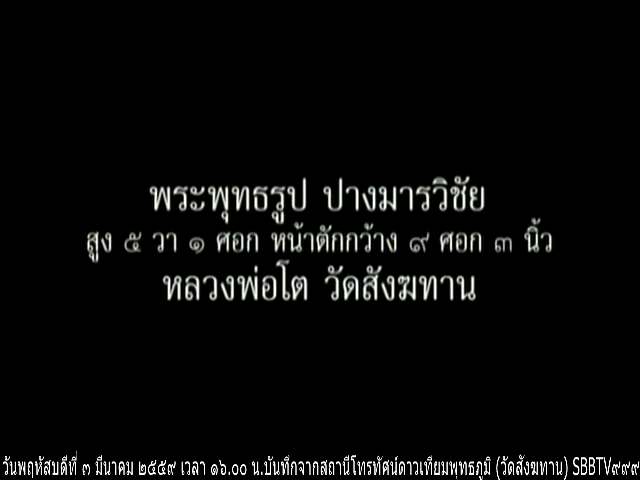 พระพุทธรูป ปางมารวิชัย
สูง ๕ วา ๑ ศอก หน้าตักกว้าง ๙ ศอก ๓ นิ้ว
หลวงพ่อโต วัดสังฆทาน
วันพฤหัสบดีที่ ๓ มีนาคม ๒๕๕๙ เวลา ๑๖.๐๐ น.บันทึกจากสถานีโทรทัศน์ดาวเทียมพุทธภูมิ (วัดสังฆทาน) SBBTV๙๙๙